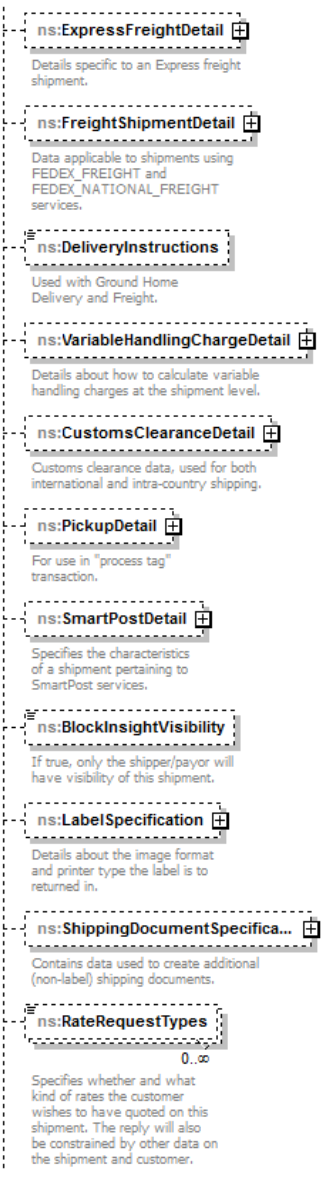 ns:ExpressFreightDetail
Details specific to an Express freight
shipment.
ns:FreightShipmentDetail
Data applicable to shipments using
FEDEX_FREIGHT and
FEDEX_NATIONAL_FREIGHT
services.
ns:DeliveryInstructions
Used with Ground Home
Delivery and Freight.
ns:VariableHandlingChargeDetail
Details about how to calculate variable
handling charges at the shipment level.
ns:CustomsClearanceDetail
Customs clearance data, used for both
international and intra-country shipping.
ns:PickupDetail
For use in "process tag"
transaction.
ns:SmartPostDetail
Specifies the characteristics
of a shipment pertaining to
SmartPost services.
ns:BlockInsightVisibility
If true, only the shipper/payor will
have visibility of this shipment.
ns:LabelSpecification
Details about the image format
and printer type the label is to
returned in.
ns:ShippingDocumentSpecifica...
Contains data used to create additional
(non-label) shipping documents.
ns:RateRequestTypes
0..∞
Specifies whether and what
kind of rates the customer
wishes to have quoted on this
shipment. The reply will also
be constrained by other data on
the shipment and customer.